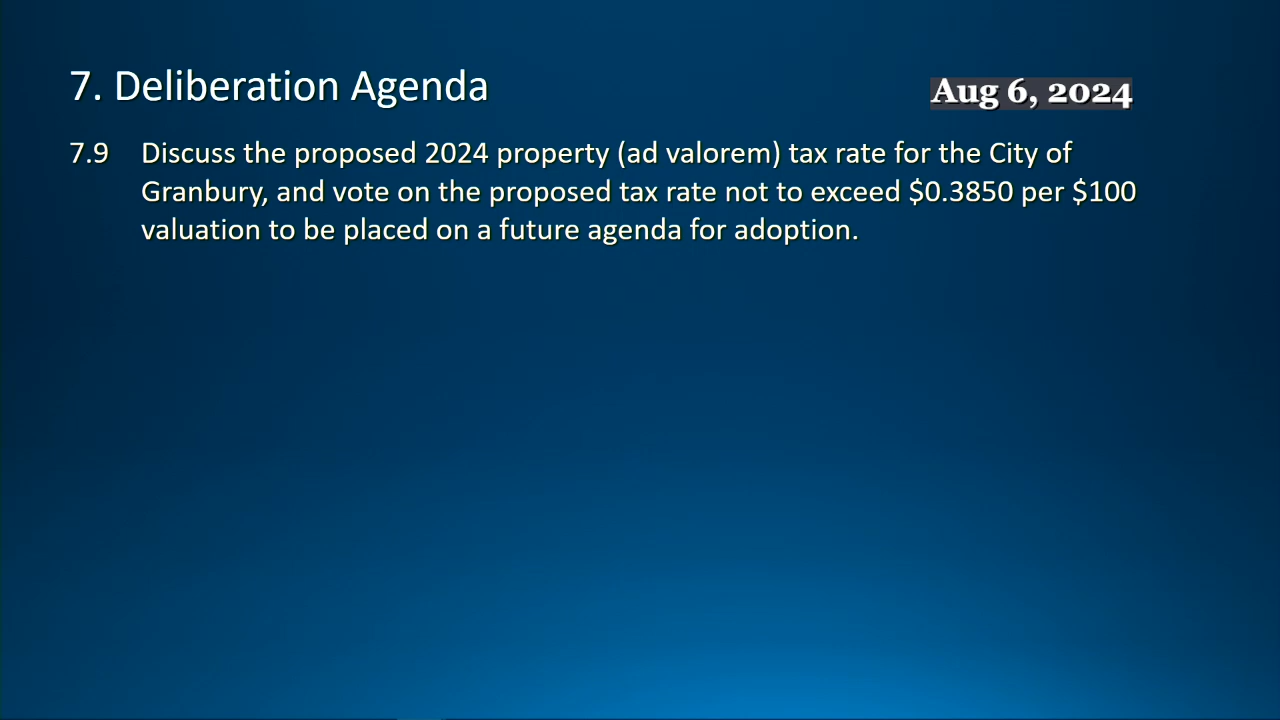 7. Deliberation Agenda
Aug 6, 2024
7.9 Discuss the proposed 2024 property (ad valorem) tax rate for the City of
Granbury, and vote on the proposed tax rate not to exceed $0.3850 per $100
valuation to be placed on a future agenda for adoption.